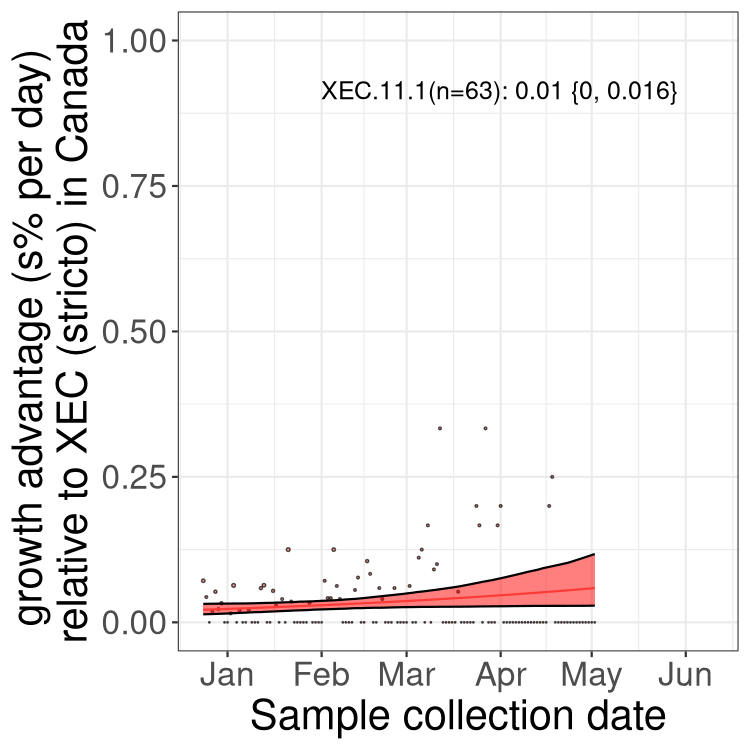 growth advantage (s% per day)
relative to XEC (stricto) in Canada
1.00
0.75
0.50
0.25
0.00
XEC.11.1(n=63): 0.01 {0, 0.016}
Jan Feb Mar Apr May Jun
Sample collection date